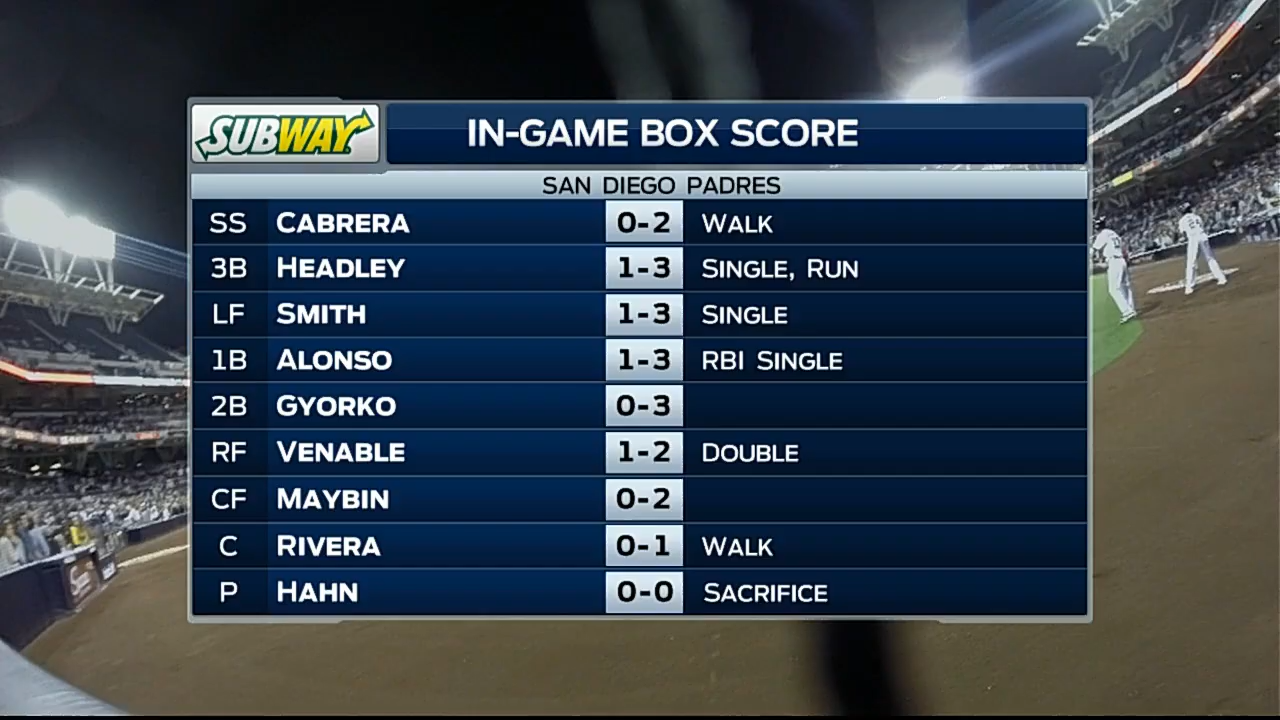 SUBWAY
IN-GAME BOX SCORE
SAN DIEGO PADRES
SS CABRERA 0-2 WALK
3B HEADLEY 1-3 SINGLE, RUN
LF SMITH 1-3 SINGLE
1B ALONSO 1-3 RBI SINGLE
2B GYORKO 0-3
RF VENABLE 1-2 DOUBLE
CF MAYBIN 0-2
C RIVERA 0-1 WALK
P HAHN 0-0 SACRIFICE